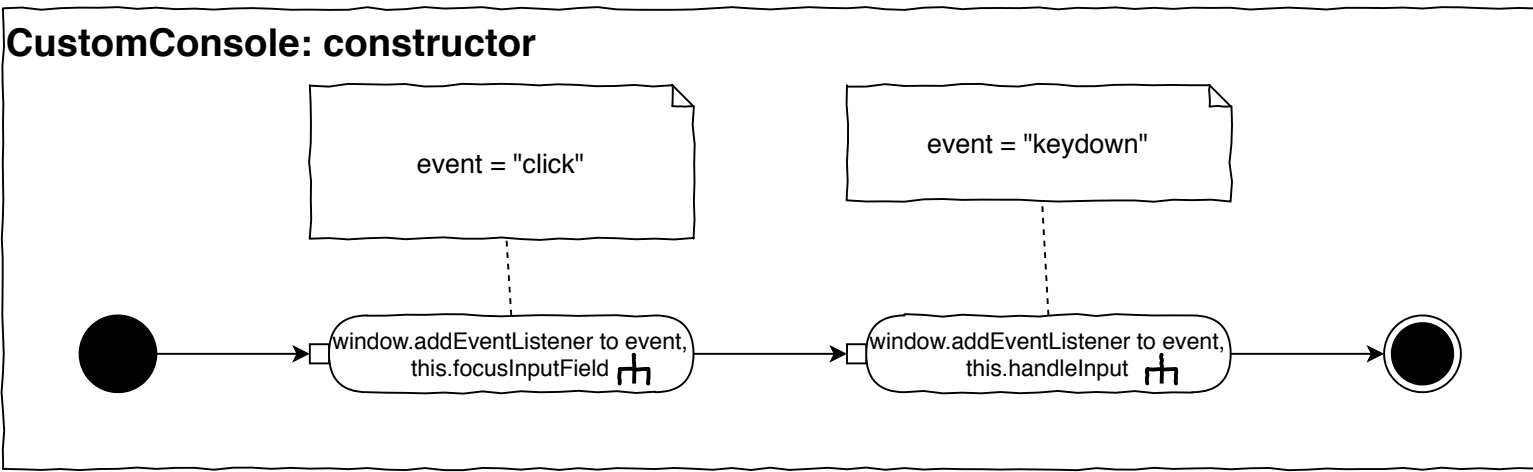 CustomConsole: constructor
event = "click"
event = "keydown"
window.addEventListener to event,
this.focusInputField
window.addEventListener to event,
this.handleInput